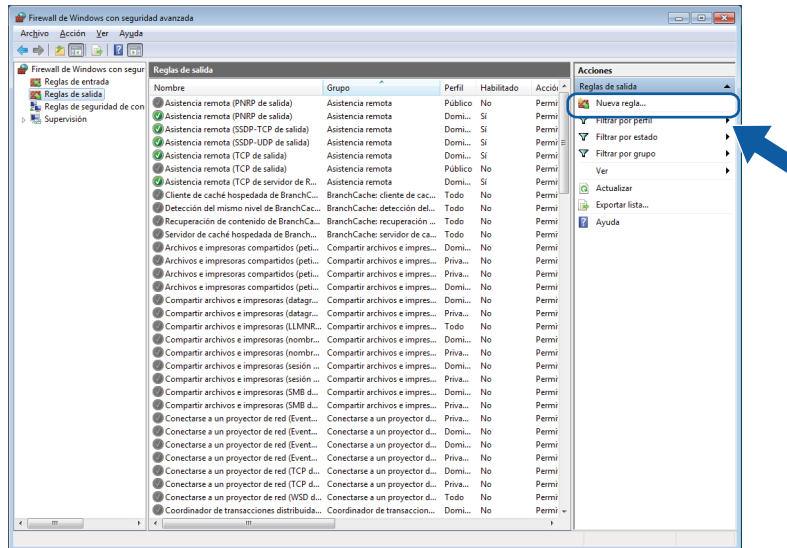 Firewall de Windows con seguridad avanzada
Archivo Acción Ver Ayuda
Firewall de Windows con segur
Reglas de entrada
Reglas de salida
Reglas de seguridad de con
Supervisión
Reglas de salida
Nombre Grupo Perfil Habilitado Acción
Asistencia remota (PNRP de salida) Asistencia remota Público No Permi
Asistencia remota (PNRP de salida) Asistencia remota Domi... Sí Permi
Asistencia remota (SSDP-TCP de salida) Asistencia remota Domi... Sí Permi
Asistencia remota (SSDP-UDP de salida) Asistencia remota Domi... Sí Permi
Asistencia remota (TCP de salida) Asistencia remota Domi... Sí Permi
Asistencia remota (TCP de salida) Asistencia remota Público No Permi
Asistencia remota (TCP de servidor de R... Asistencia remota Domi... Sí Permi
Cliente de caché hospedada de BranchC... BranchCache: cliente de cac... Todo No Permi
Detección del mismo nivel de BranchCac... BranchCache: detección del... Todo No Permi
Recuperación de contenido de BranchCa... BranchCache: recuperación ... Todo No Permi
Servidor de caché hospedada de Branch... BranchCache: servidor de ca... Todo No Permi
Archivos e impresoras compartidos (peti... Compartir archivos e impres... Domi... No Permi
Archivos e impresoras compartidos (peti... Compartir archivos e impres... Priva... No Permi
Archivos e impresoras compartidos (peti... Compartir archivos e impres... Priva... No Permi
Archivos e impresoras compartidos (peti... Compartir archivos e impres... Domi... No Permi
Compartir archivos e impresoras (datagr... Compartir archivos e impres... Domi... No Permi
Compartir archivos e impresoras (datagr... Compartir archivos e impres... Priva... No Permi
Compartir archivos e impresoras (LLMNR... Compartir archivos e impres... Todo No Permi
Compartir archivos e impresoras (nombr... Compartir archivos e impres... Domi... No Permi
Compartir archivos e impresoras (nombr... Compartir archivos e impres... Priva... No Permi
Compartir archivos e impresoras (sesión ... Compartir archivos e impres... Domi... No Permi
Compartir archivos e impresoras (sesión ... Compartir archivos e impres... Priva... No Permi
Compartir archivos e impresoras (SMB d... Compartir archivos e impres... Domi... No Permi
Compartir archivos e impresoras (SMB d... Compartir archivos e impres... Priva... No Permi
Conectarse a un proyector de red (Event... Conectarse a un proyector d... Priva... No Permi
Conectarse a un proyector de red (Event... Conectarse a un proyector d... Domi... No Permi
Conectarse a un proyector de red (Event... Conectarse a un proyector d... Domi... No Permi
Conectarse a un proyector de red (Event... Conectarse a un proyector d... Priva... No Permi
Conectarse a un proyector de red (TCP d... Conectarse a un proyector d... Domi... No Permi
Conectarse a un proyector de red (TCP d... Conectarse a un proyector d... Priva... No Permi
Conectarse a un proyector de red (WSD d... Conectarse a un proyector d... Todo No Permi
Coordinador de transacciones distribuida... Coordinador de transaccion... Domi... No Permi
Acciones
Reglas de salida
Nueva regla...
Filtrar por perfil
Filtrar por estado
Filtrar por grupo
Ver
Actualizar
Exportar lista...
Ayuda